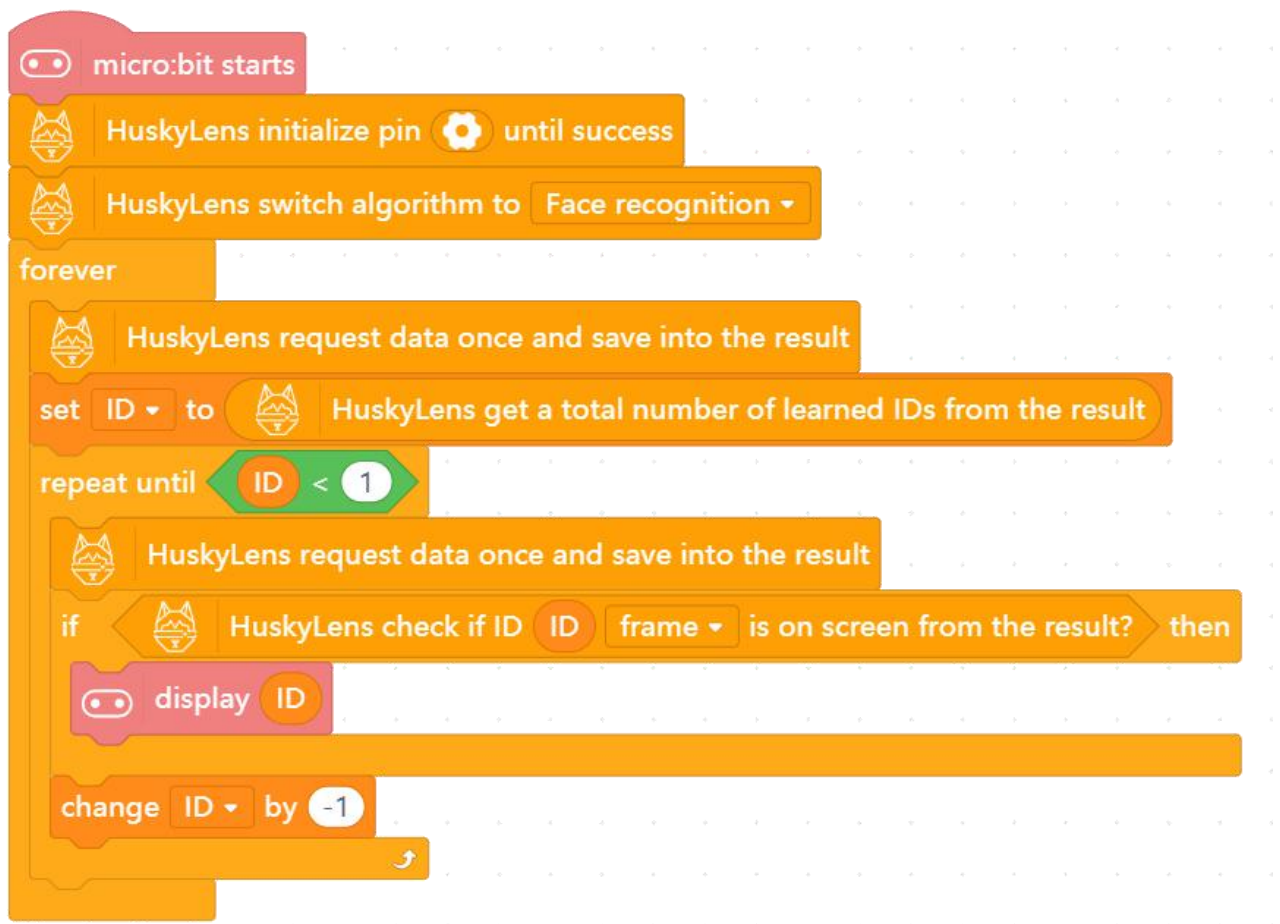 micro:bit starts
HuskyLens initialize pin until success
HuskyLens switch algorithm to Face recognition
forever
HuskyLens request data once and save into the result
set ID to HuskyLens get a total number of learned IDs from the result
repeat until ID < 1
HuskyLens request data once and save into the result
if HuskyLens check if ID ID frame is on screen from the result? then
display ID
change ID by -1